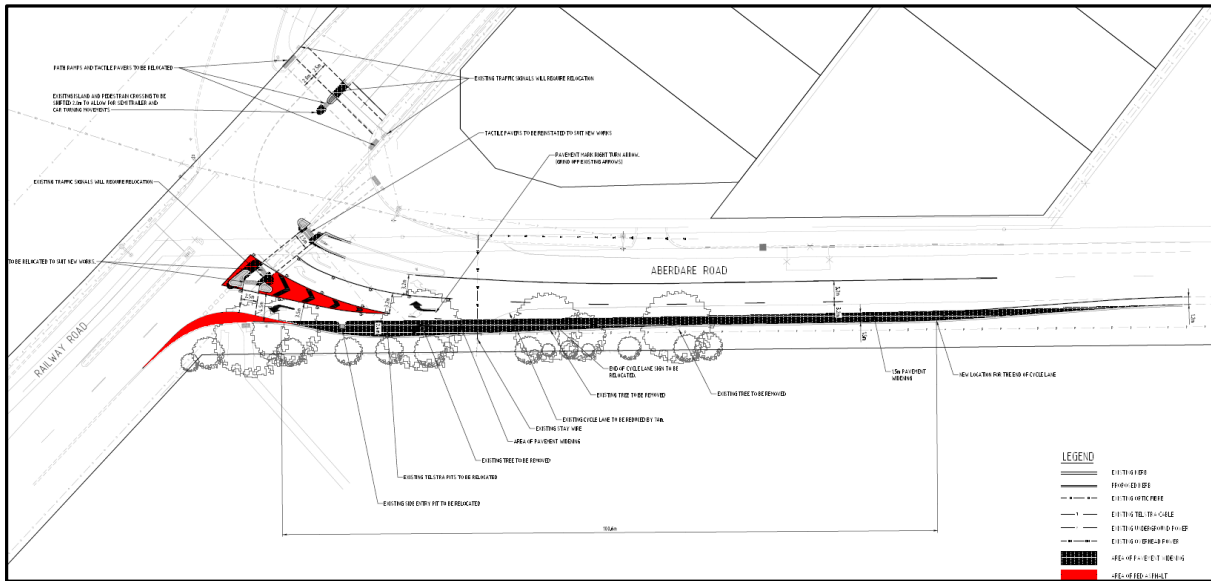 PATH RAMPS AND TACTILE PAVERS TO BE RELOCATED
EXISTING TRAFFIC SIGNALS WILL REQUIRE RELOCATION
EXISTING ISLAND AND PEDESTRIAN CROSSING TO BE
SHIFTED 2.0m TO ALLOW FOR SEMI TRAILER AND
CAR TURNING MOVEMENTS
TACTILE PAVERS TO BE REINSTATED TO SUIT NEW WORKS
PAVEMENT MARK RIGHT TURN ARROW.
(GRIND OFF EXISTING ARROWS)
EXISTING TRAFFIC SIGNALS WILL REQUIRE RELOCATION
TO BE RELOCATED TO SUIT NEW WORKS
ABERDARE ROAD
RAILWAY ROAD
END OF CYCLE LANE SIGN TO BE
RELOCATED.
1.5m PAVEMENT
WIDENING
NEW LOCATION FOR THE END OF CYCLE LANE
EXISTING TREE TO BE REMOVED
EXISTING TREE TO BE REMOVED
EXISTING CYCLE LANE TO BE REDUCED BY 74m.
EXISTING STAY WIRE
AREA OF PAVEMENT WIDENING
EXISTING TREE TO BE REMOVED
EXISTING TELSTRA PITS TO BE RELOCATED
EXISTING SIDE ENTRY PIT TO BE RELOCATED
LEGEND
EXISTING KERB
PROPOSED KERB
EXISTING OPTIC FIBRE
EXISTING TELSTRA CABLE
EXISTING UNDERGROUND POWER
EXISTING OVERHEAD POWER
AREA OF PAVEMENT WIDENING
AREA OF RED ASPHALT